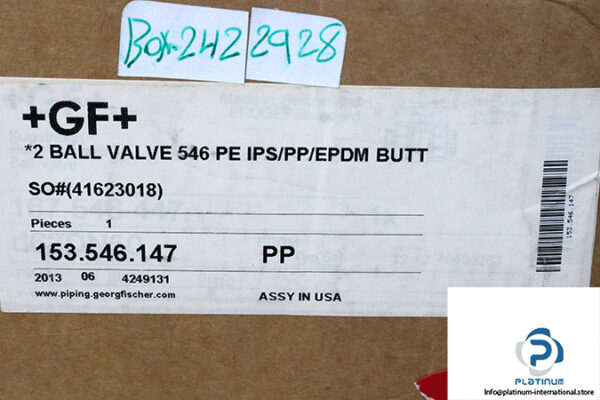 Box-242 2928
+GF+
*2 BALL VALVE 546 PE IPS/PP/EPDM BUTT
SO#(41623018)
Pieces 1
153.546.147 PP
2013 06 4249131
www.piping.georgfischer.com ASSY IN USA
153.546.147
PLATINUM
Info@platinum-international.store